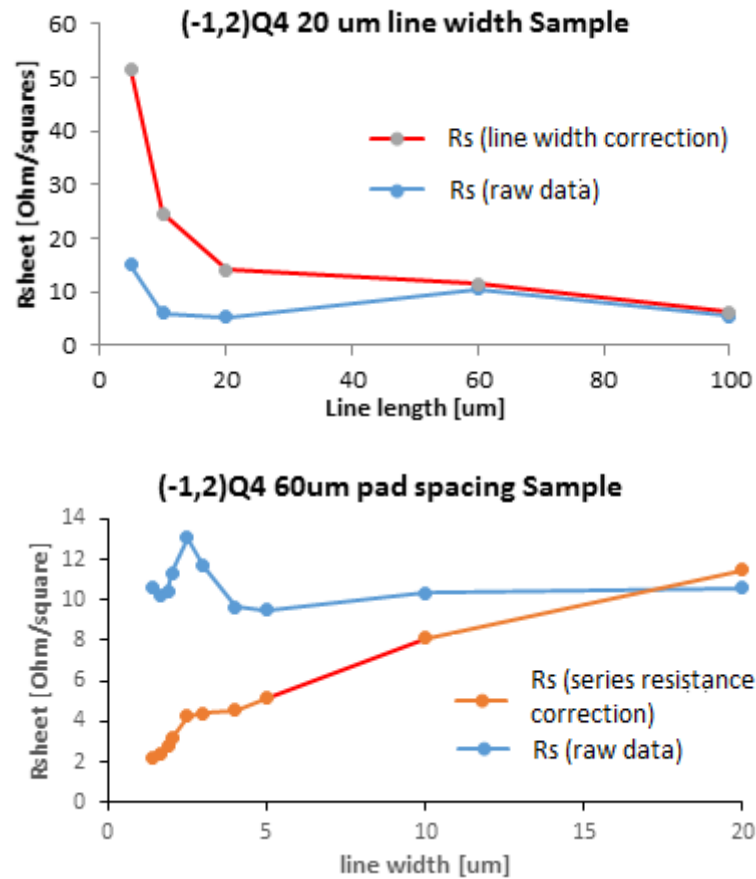 (-1,2)Q4 20 um line width Sample
60
50
40
30
20
10
0
Rsheet [Ohm/squares]
Rs (line width correction)
Rs (raw data)
0 20 40 60 80 100
Line length [um]
(-1,2)Q4 60um pad spacing Sample
14
12
10
8
6
4
2
0
Rsheet [Ohm/square]
Rs (series resistance
correction)
Rs (raw data)
0 5 10 15 20
line width [um]